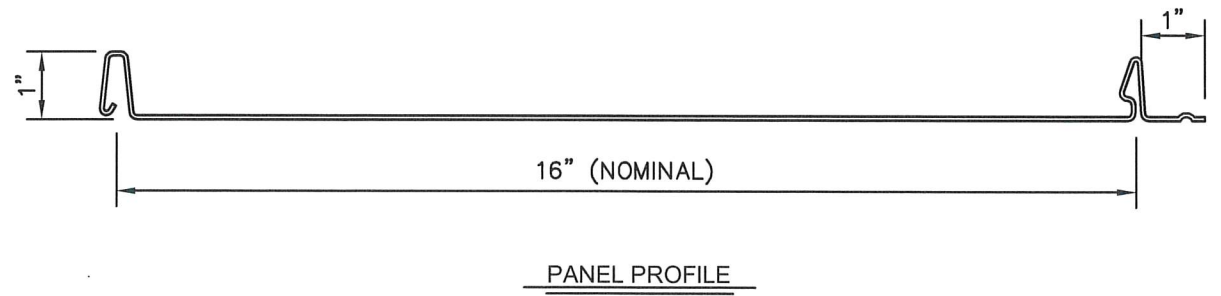 1”
1”
16” (NOMINAL)
PANEL PROFILE